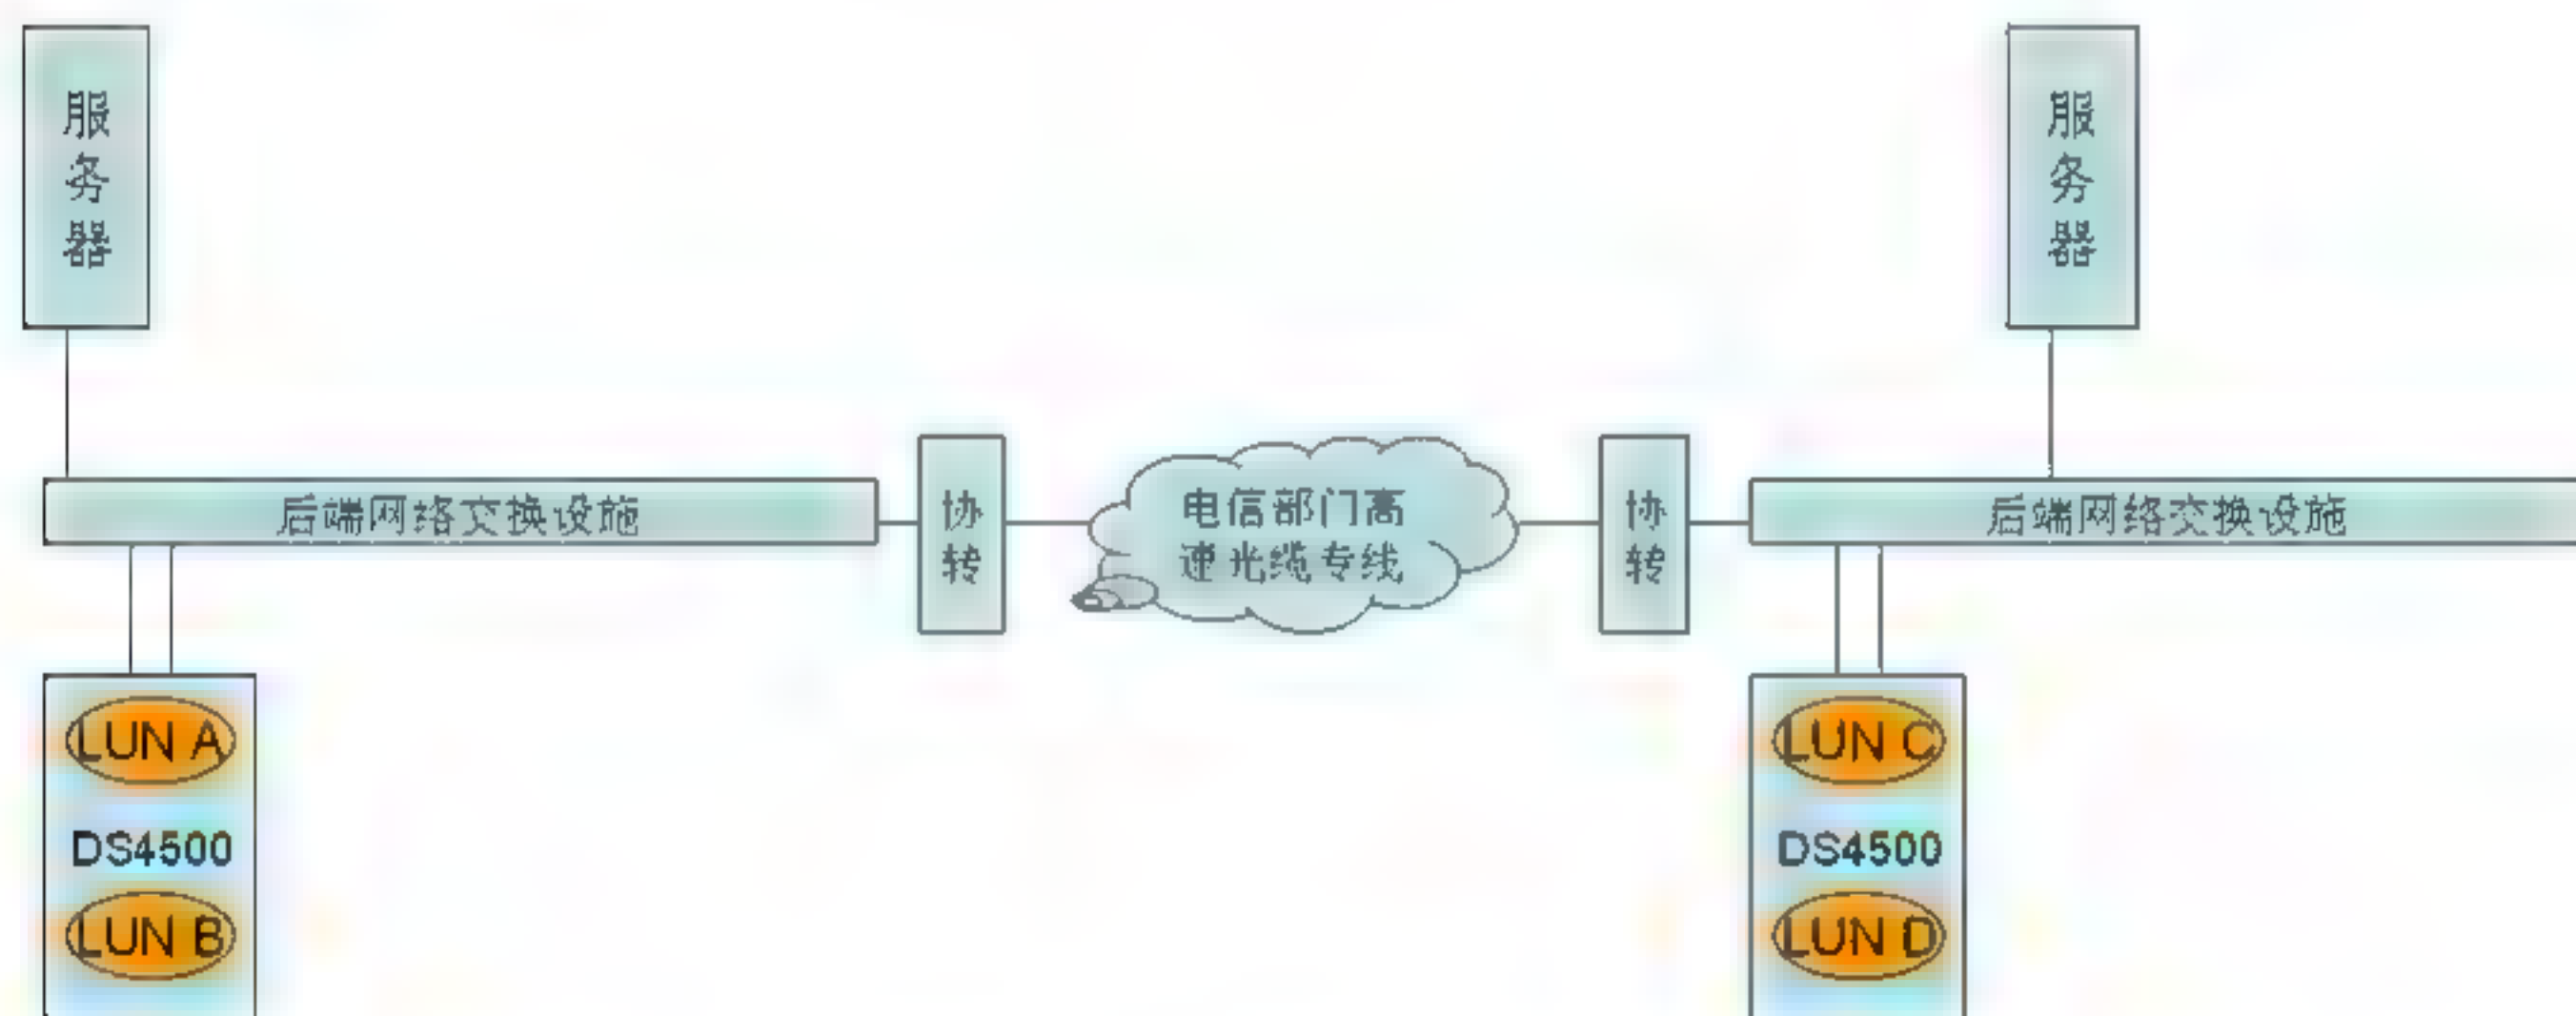 服务器
服务器
后端网络交换设施
协转
电信部门高
速光缆专线
协转
后端网络交换设施
LUN A
DS4500
LUN B
LUN C
DS4500
LUN D